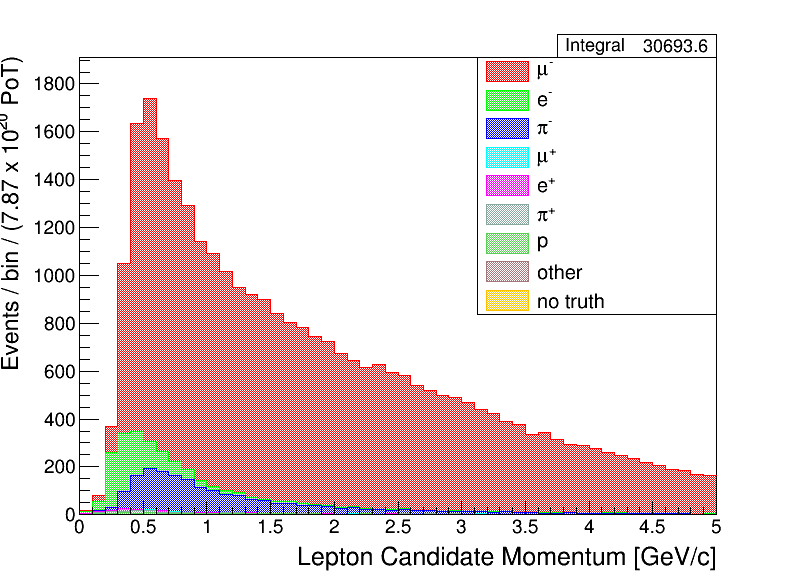 Integral 30693.6
μ-
e-
π-
μ+
e+
π+
p
other
no truth
Events / bin / (7.87 x 10^20 PoT)
1800
1600
1400
1200
1000
800
600
400
200
0
0 0.5 1 1.5 2 2.5 3 3.5 4 4.5 5
Lepton Candidate Momentum [GeV/c]